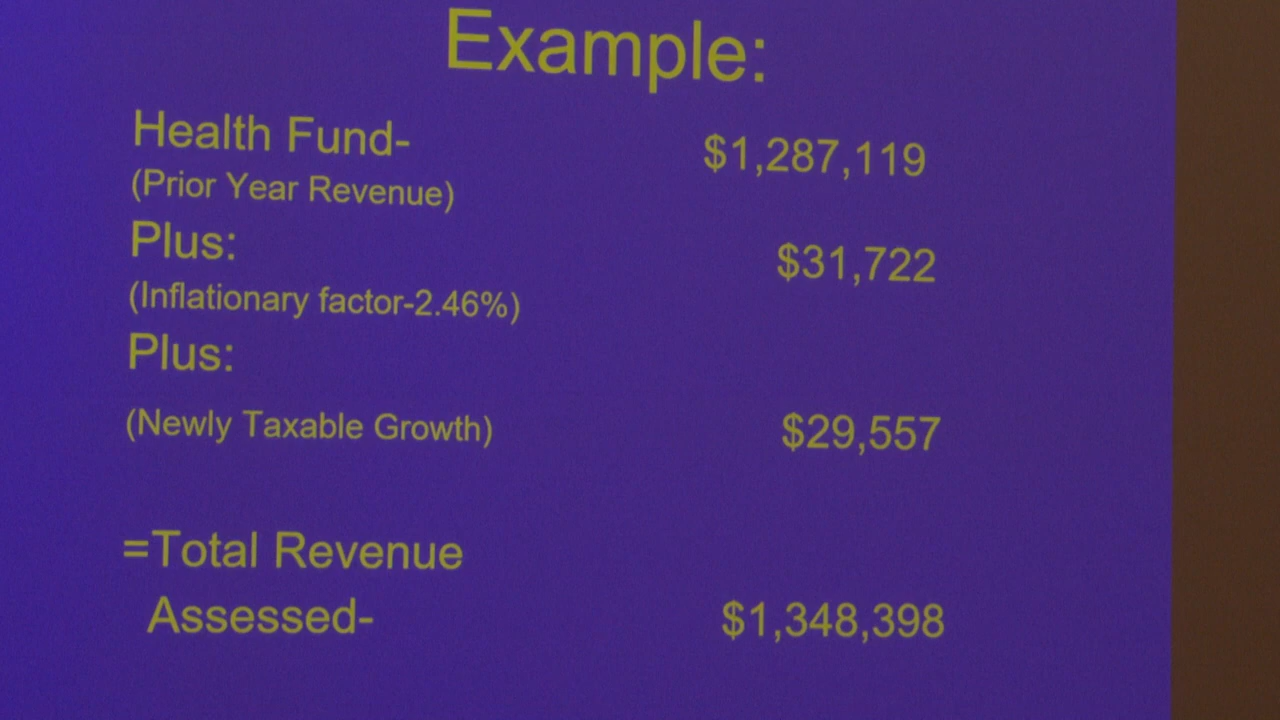 Example:
Health Fund- $1,287,119
(Prior Year Revenue)
Plus: $31,722
(Inflationary factor-2.46%)
Plus:
(Newly Taxable Growth) $29,557
=Total Revenue
Assessed- $1,348,398